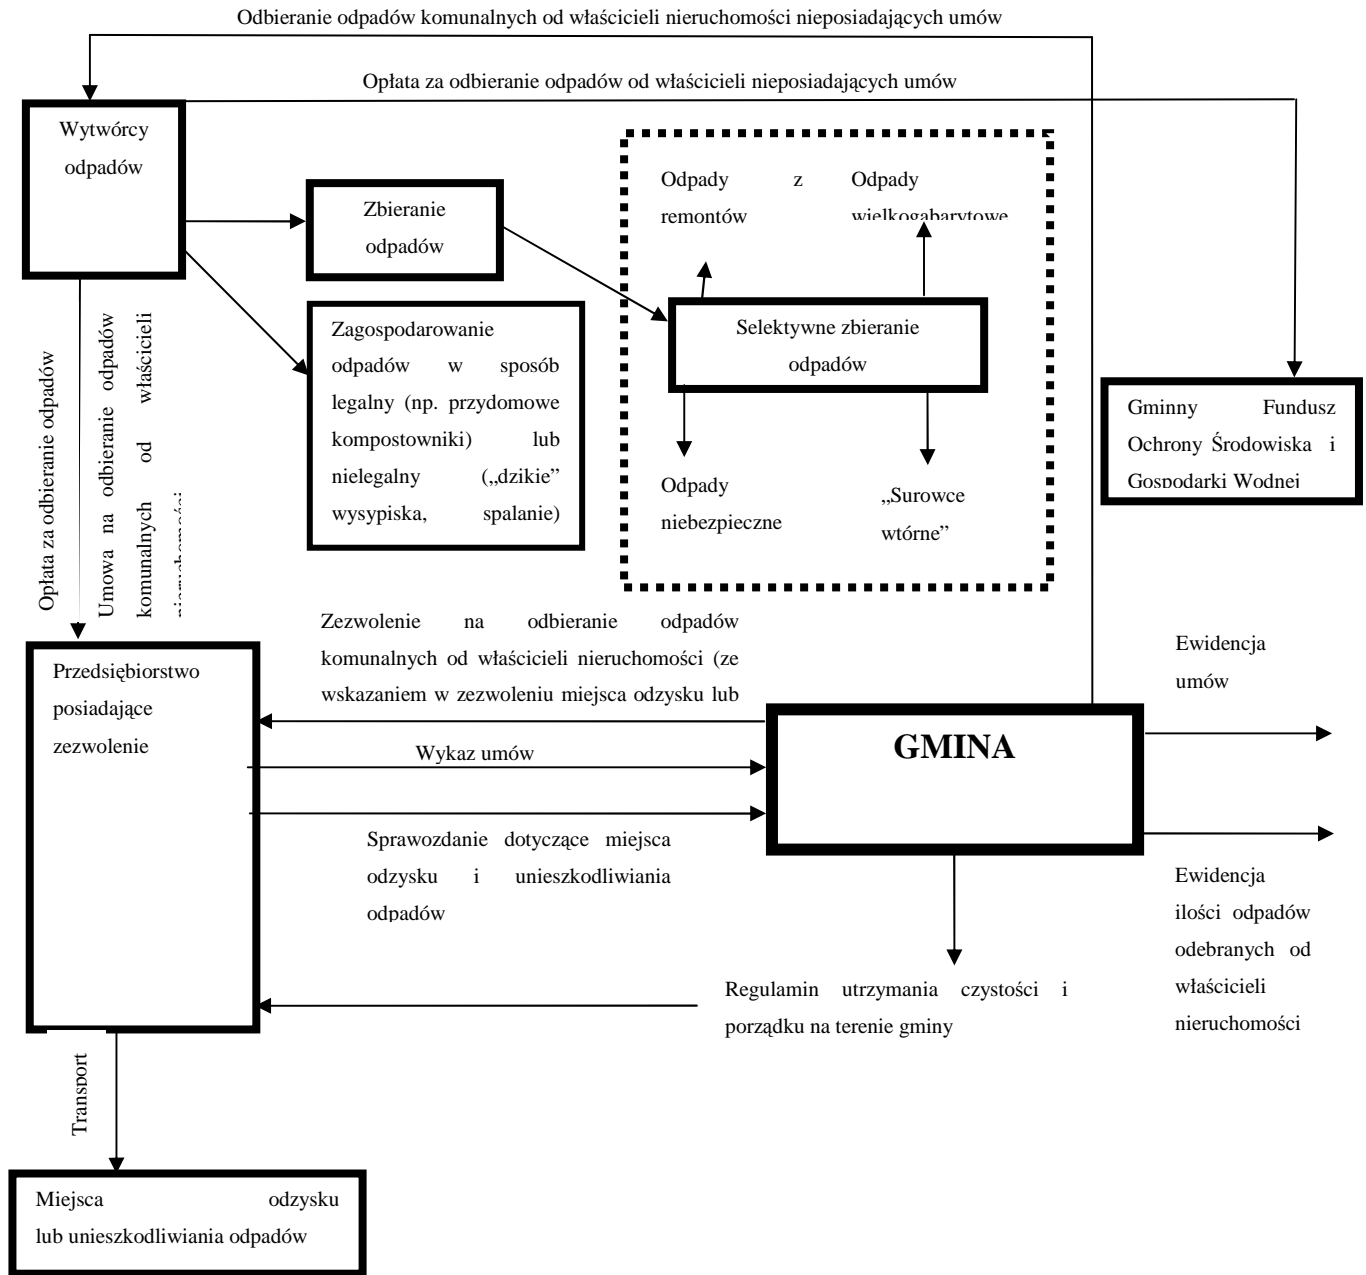 Odbieranie odpadów komunalnych od właścicieli nieruchomości nieposiadających umów
Opłata za odbieranie odpadów od właścicieli nieposiadających umów
Wytwórcy
odpadów
Zbieranie
odpadów
Odpady z
remontów
Odpady
wielkogabarytowe
Selektywne zbieranie
odpadów
Odpady
niebezpieczne
„Surowce
wtórne”
Zagospodarowanie
odpadów w sposób
legalny (np. przydomowe
kompostowniki) lub
nielegalny („dzikie”
wysypiska, spalanie)
Gminny Fundusz
Ochrony Środowiska i
Gospodarki Wodnej
Opłata za odbieranie odpadów
Umowa na odbieranie odpadów
komunalnych od właścicieli
nieruchomości
Zezwolenie na odbieranie odpadów
komunalnych od właścicieli nieruchomości (ze
wskazaniem w zezwoleniu miejsca odzysku lub
Przedsiębiorstwo
posiadające
zezwolenie
Wykaz umów
Sprawozdanie dotyczące miejsca
odzysku i unieszkodliwiania
odpadów
GMINA
Ewidencja
umów
Ewidencja
ilości odpadów
odebranych od
właścicieli
nieruchomości
Regulamin utrzymania czystości i
porządku na terenie gminy
Transport
Miejsca odzysku
lub unieszkodliwiania odpadów